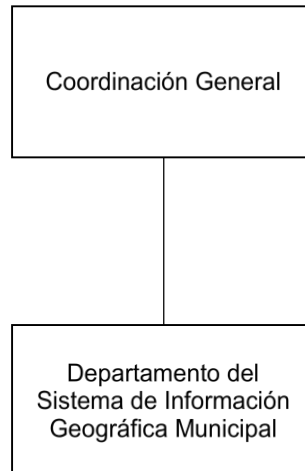 Coordinación General
Departamento del
Sistema de Información
Geográfica Municipal